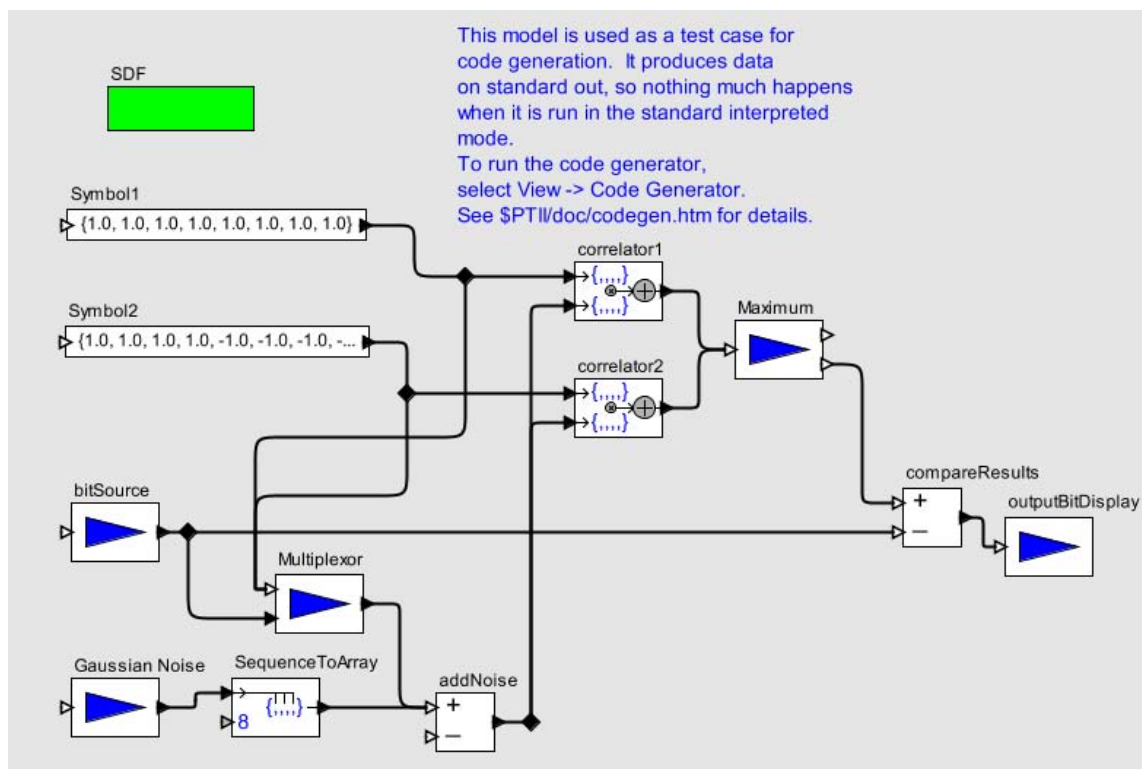 This model is used as a test case for
code generation.  It produces data
on standard out, so nothing much happens
when it is run in the standard interpreted
mode.
To run the code generator,
select View -> Code Generator.
See $PTII/doc/codegen.htm for details.
SDF
Symbol1
{1.0, 1.0, 1.0, 1.0, 1.0, 1.0, 1.0, 1.0}
Symbol2
{1.0, 1.0, 1.0, 1.0, -1.0, -1.0, -1.0, -...
correlator1
{,,,,}
{,,,,}
Maximum
correlator2
{,,,,}
{,,,,}
bitSource
compareResults
+
−
outputBitDisplay
Multiplexor
Gaussian Noise
SequenceToArray
{,,,,}
8
addNoise
+
−